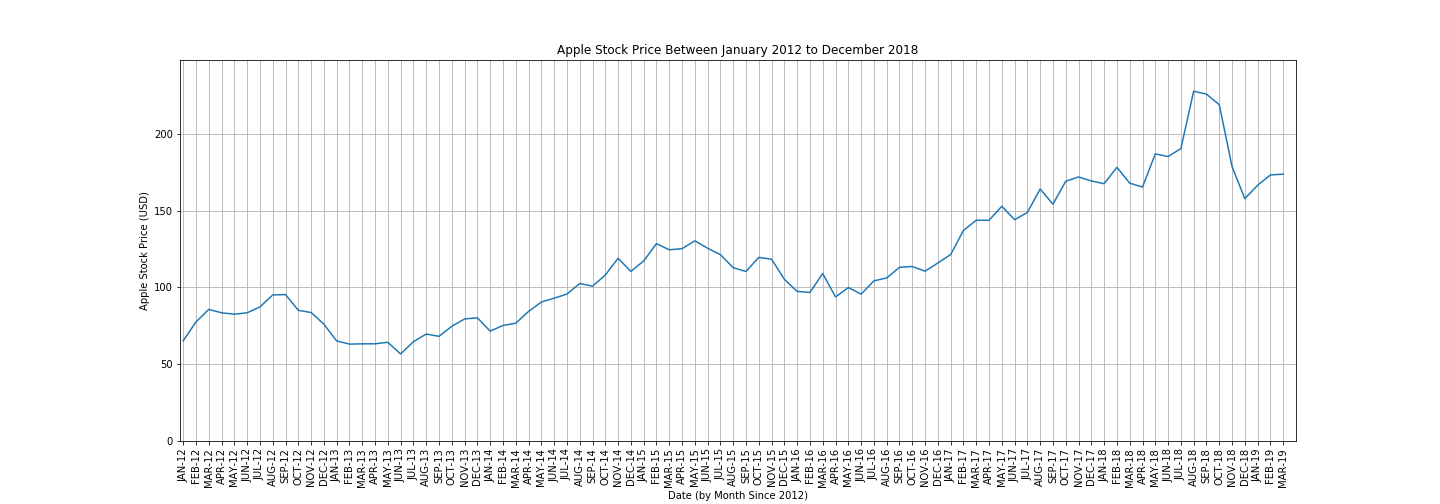 Apple Stock Price Between January 2012 to December 2018
Apple Stock Price (USD)
200
150
100
50
0
JAN-12
FEB-12
MAR-12
APR-12
MAY-12
JUN-12
JUL-12
AUG-12
SEP-12
OCT-12
NOV-12
DEC-12
JAN-13
FEB-13
MAR-13
APR-13
MAY-13
JUN-13
JUL-13
AUG-13
SEP-13
OCT-13
NOV-13
DEC-13
JAN-14
FEB-14
MAR-14
APR-14
MAY-14
JUN-14
JUL-14
AUG-14
SEP-14
OCT-14
NOV-14
DEC-14
JAN-15
FEB-15
MAR-15
APR-15
MAY-15
JUN-15
JUL-15
AUG-15
SEP-15
OCT-15
NOV-15
DEC-15
JAN-16
FEB-16
MAR-16
APR-16
MAY-16
JUN-16
JUL-16
AUG-16
SEP-16
OCT-16
NOV-16
DEC-16
JAN-17
FEB-17
MAR-17
APR-17
MAY-17
JUN-17
JUL-17
AUG-17
SEP-17
OCT-17
NOV-17
DEC-17
JAN-18
FEB-18
MAR-18
APR-18
MAY-18
JUN-18
JUL-18
AUG-18
SEP-18
OCT-18
NOV-18
DEC-18
JAN-19
FEB-19
MAR-19
Date (by Month Since 2012)